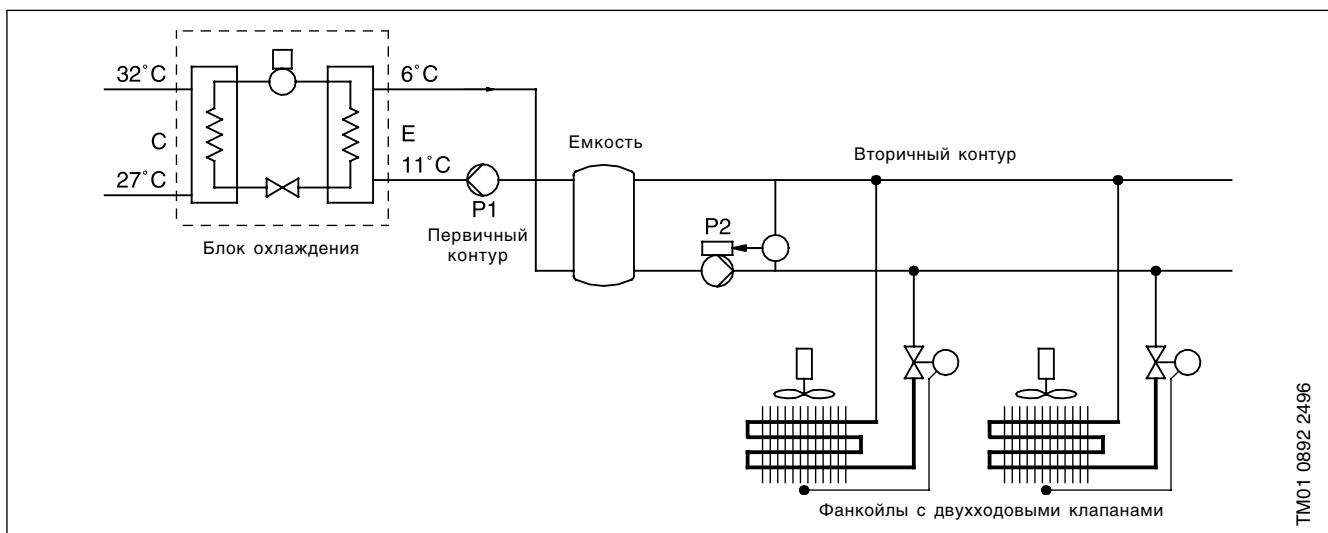 32°C
6°C
C
E
27°C
11°C
P1
Блок охлаждения
Первичный
контур
Емкость
P2
Вторичный контур
Фанкойлы с двухходовыми клапанами
TM01 0892 2496